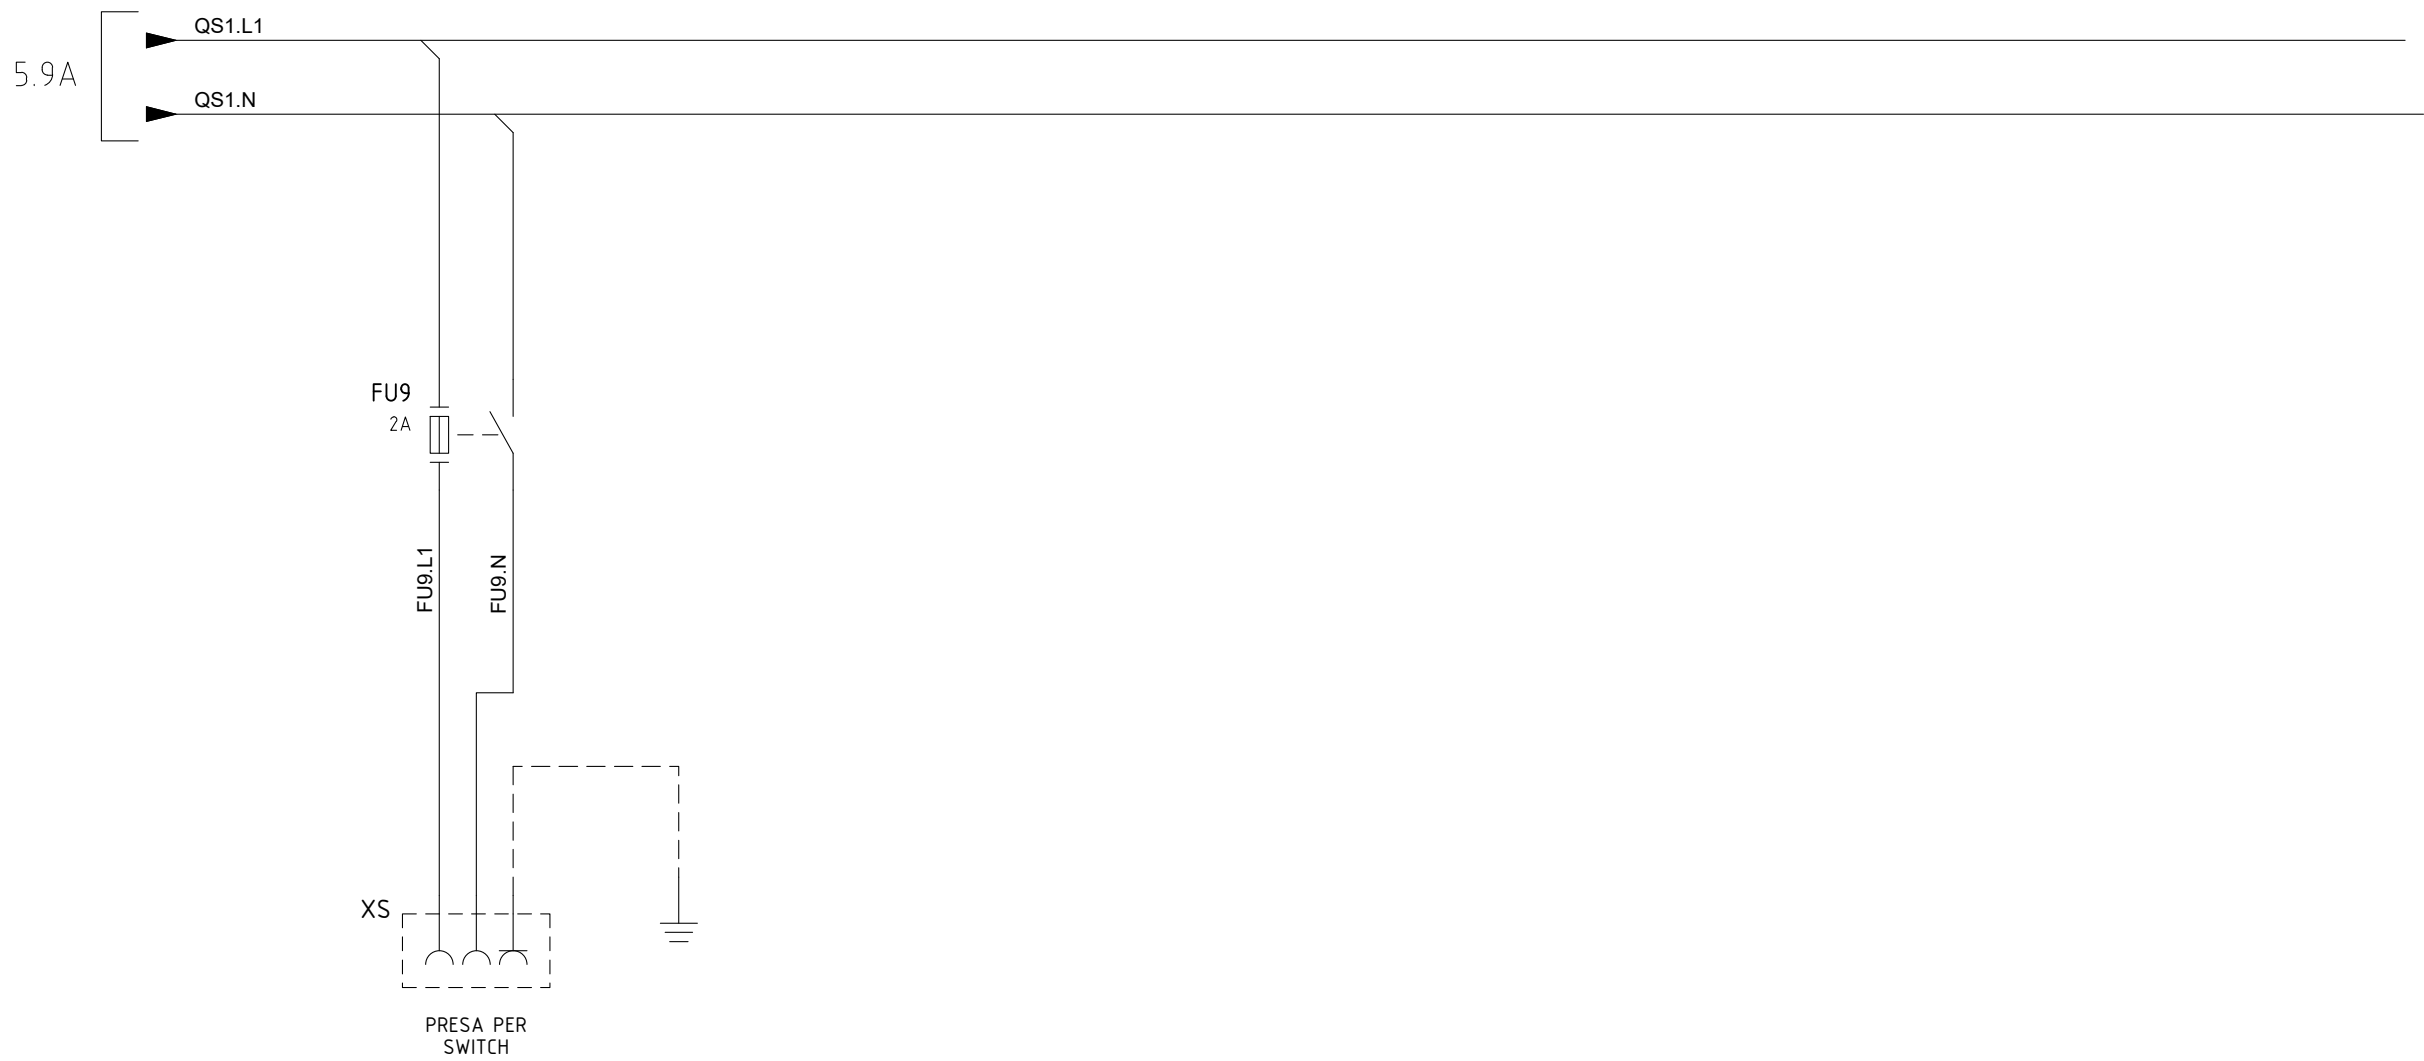 QS1.L1
5.9A
QS1.N
FU9
2A
FU9.L1
FU9.N
XS
PRESA PER
SWITCH